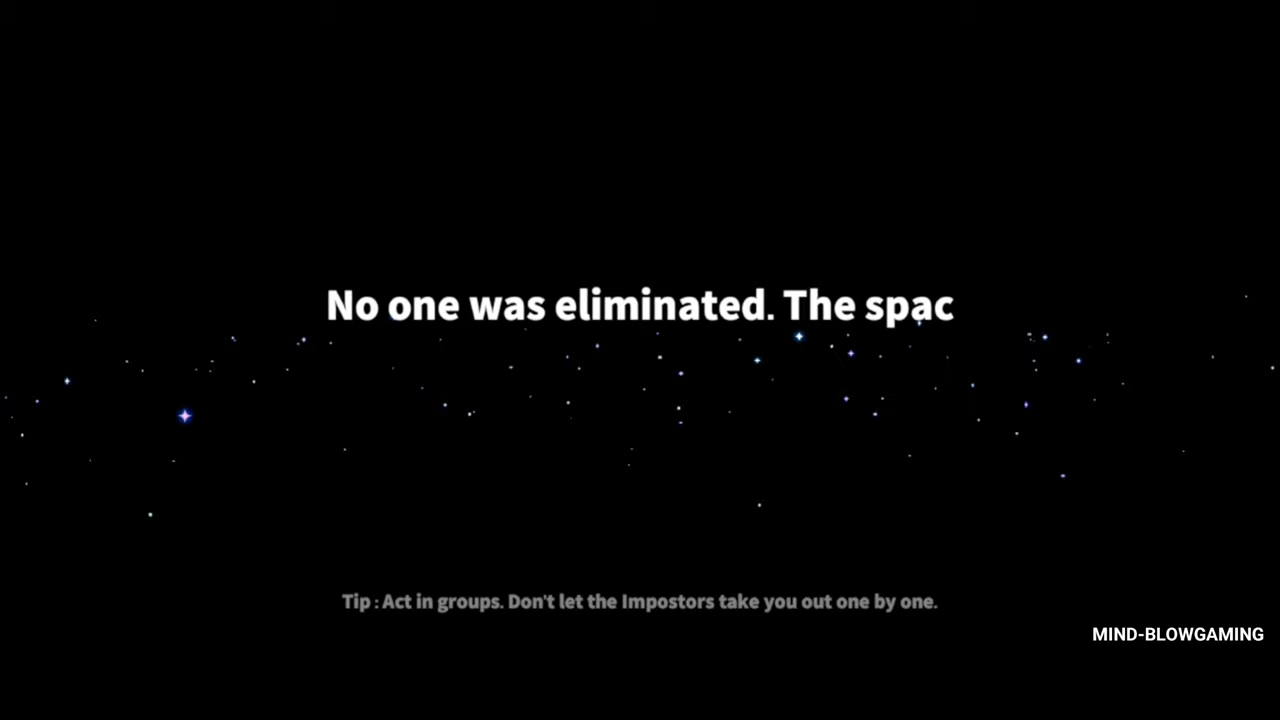 No one was eliminated. The spac
Tip : Act in groups. Don't let the Impostors take you out one by one.
MIND-BLOWGAMING